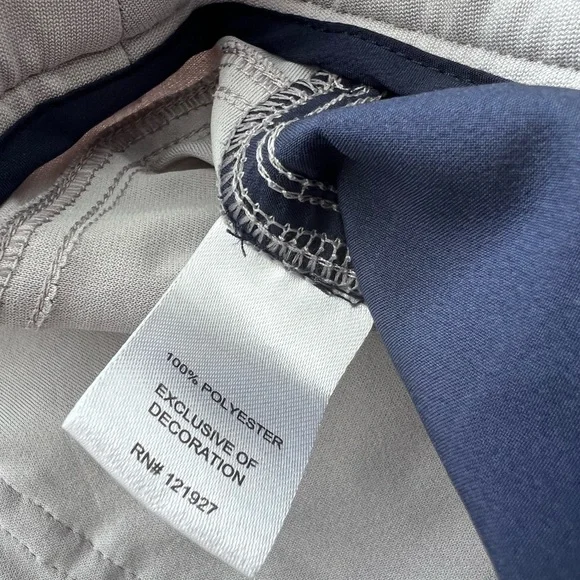 100% POLYESTER
EXCLUSIVE OF
DECORATION
RN# 121927